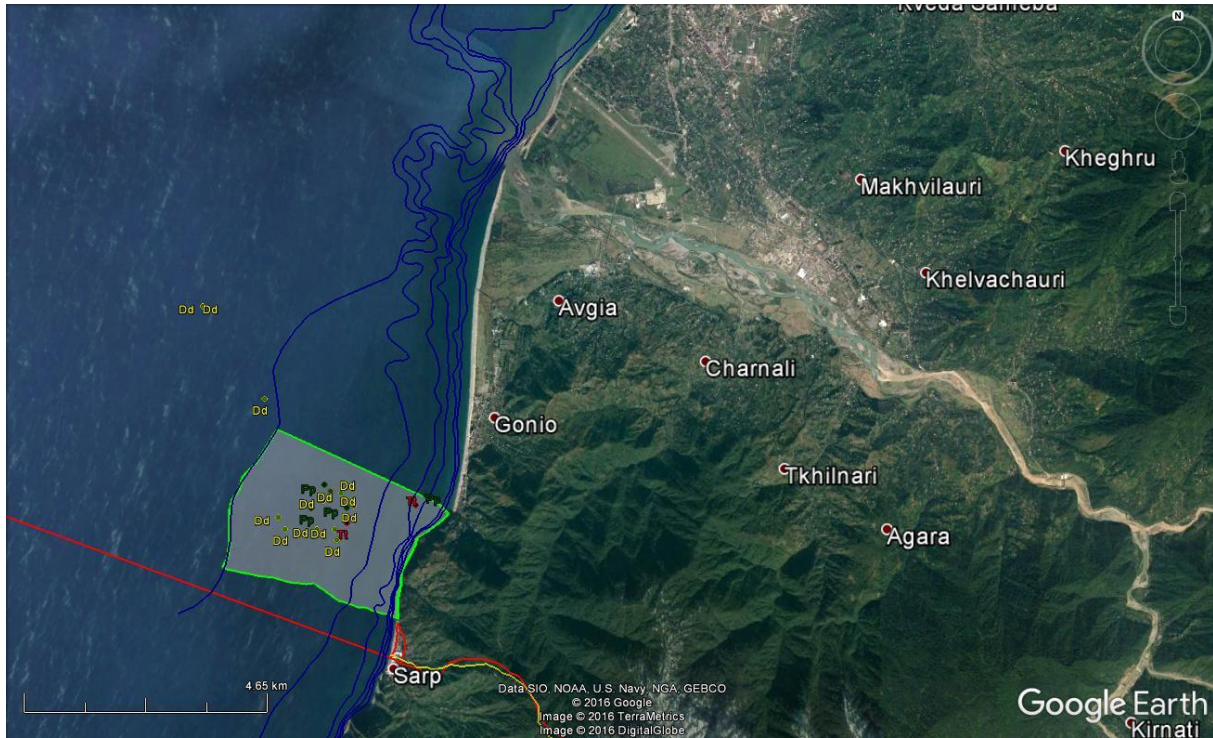 Kveda Sameba
N
Kheghru
Makhvilauri
Khelvachauri
Avgia
Dd Dd
Charnali
Dd
Gonio
Tkhilnari
Pp Dd
Dd
Tt Pp
Dd Dd
Pp
Dd Pp Dd
Agara
Dd Dd Tt
Dd Dd
Sarp
4.65 km
Data SIO, NOAA, U.S. Navy, NGA, GEBCO
© 2016 Google
Image © 2016 TerraMetrics
Image © 2016 DigitalGlobe
Google Earth
Kirnati